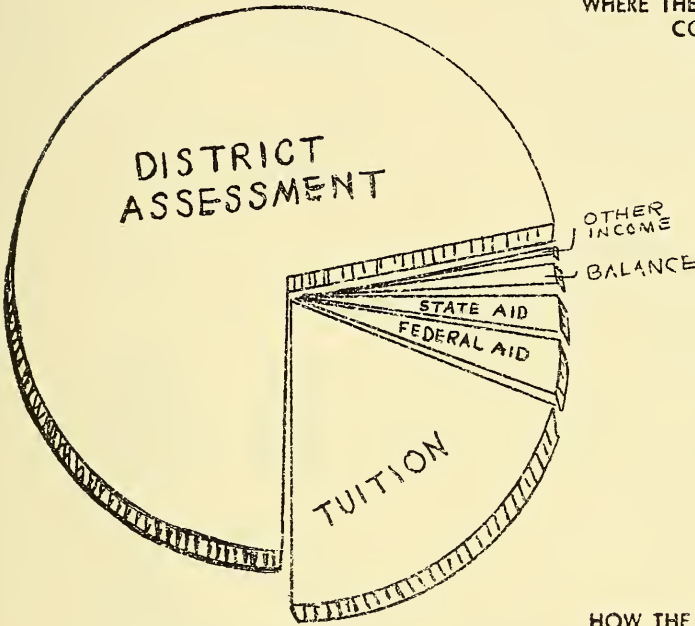 WHERE THE
CO
DISTRICT
ASSESSMENT
OTHER
INCOME
BALANCE
STATE AID
FEDERAL AID
TUITION
HOW THE